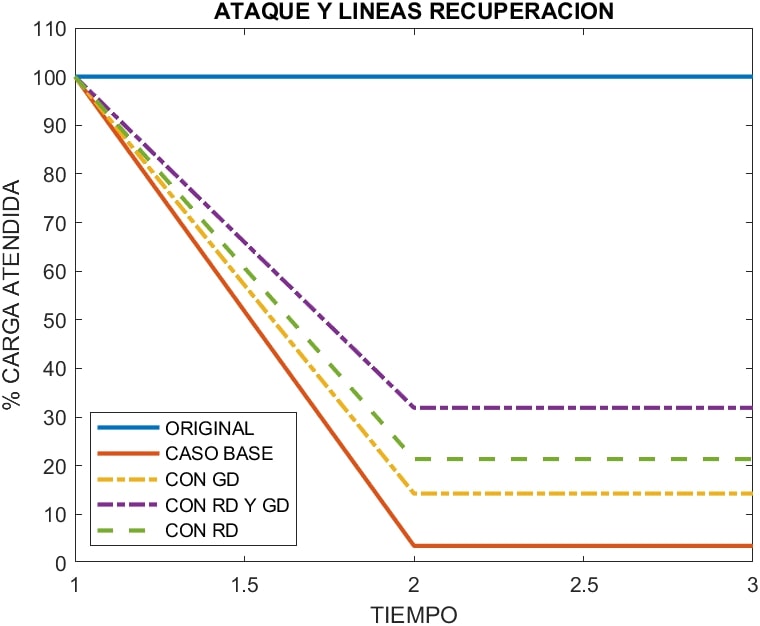 ATAQUE Y LINEAS RECUPERACION
110
100
90
80
70
60
50
40
30
20
10
0
% CARGA ATENDIDA
ORIGINAL
CASO BASE
CON GD
CON RD Y GD
CON RD
1
1.5
2
2.5
3
TIEMPO